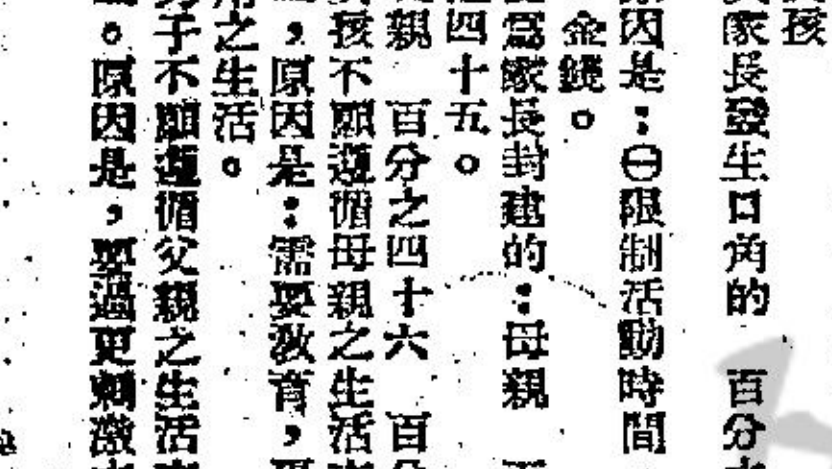 孩
家長發生口角的 百分
因是：㊀限制活動時間
金錢。
為家長封建的：母親
四十五。
親 百分之四十六 百分
孩不願遵循母親之生活
，原因是：需要教育，
之生活。
子不願遵循父親之生活
。原因是，要過更刺激